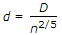 d = D / n^{2/5}